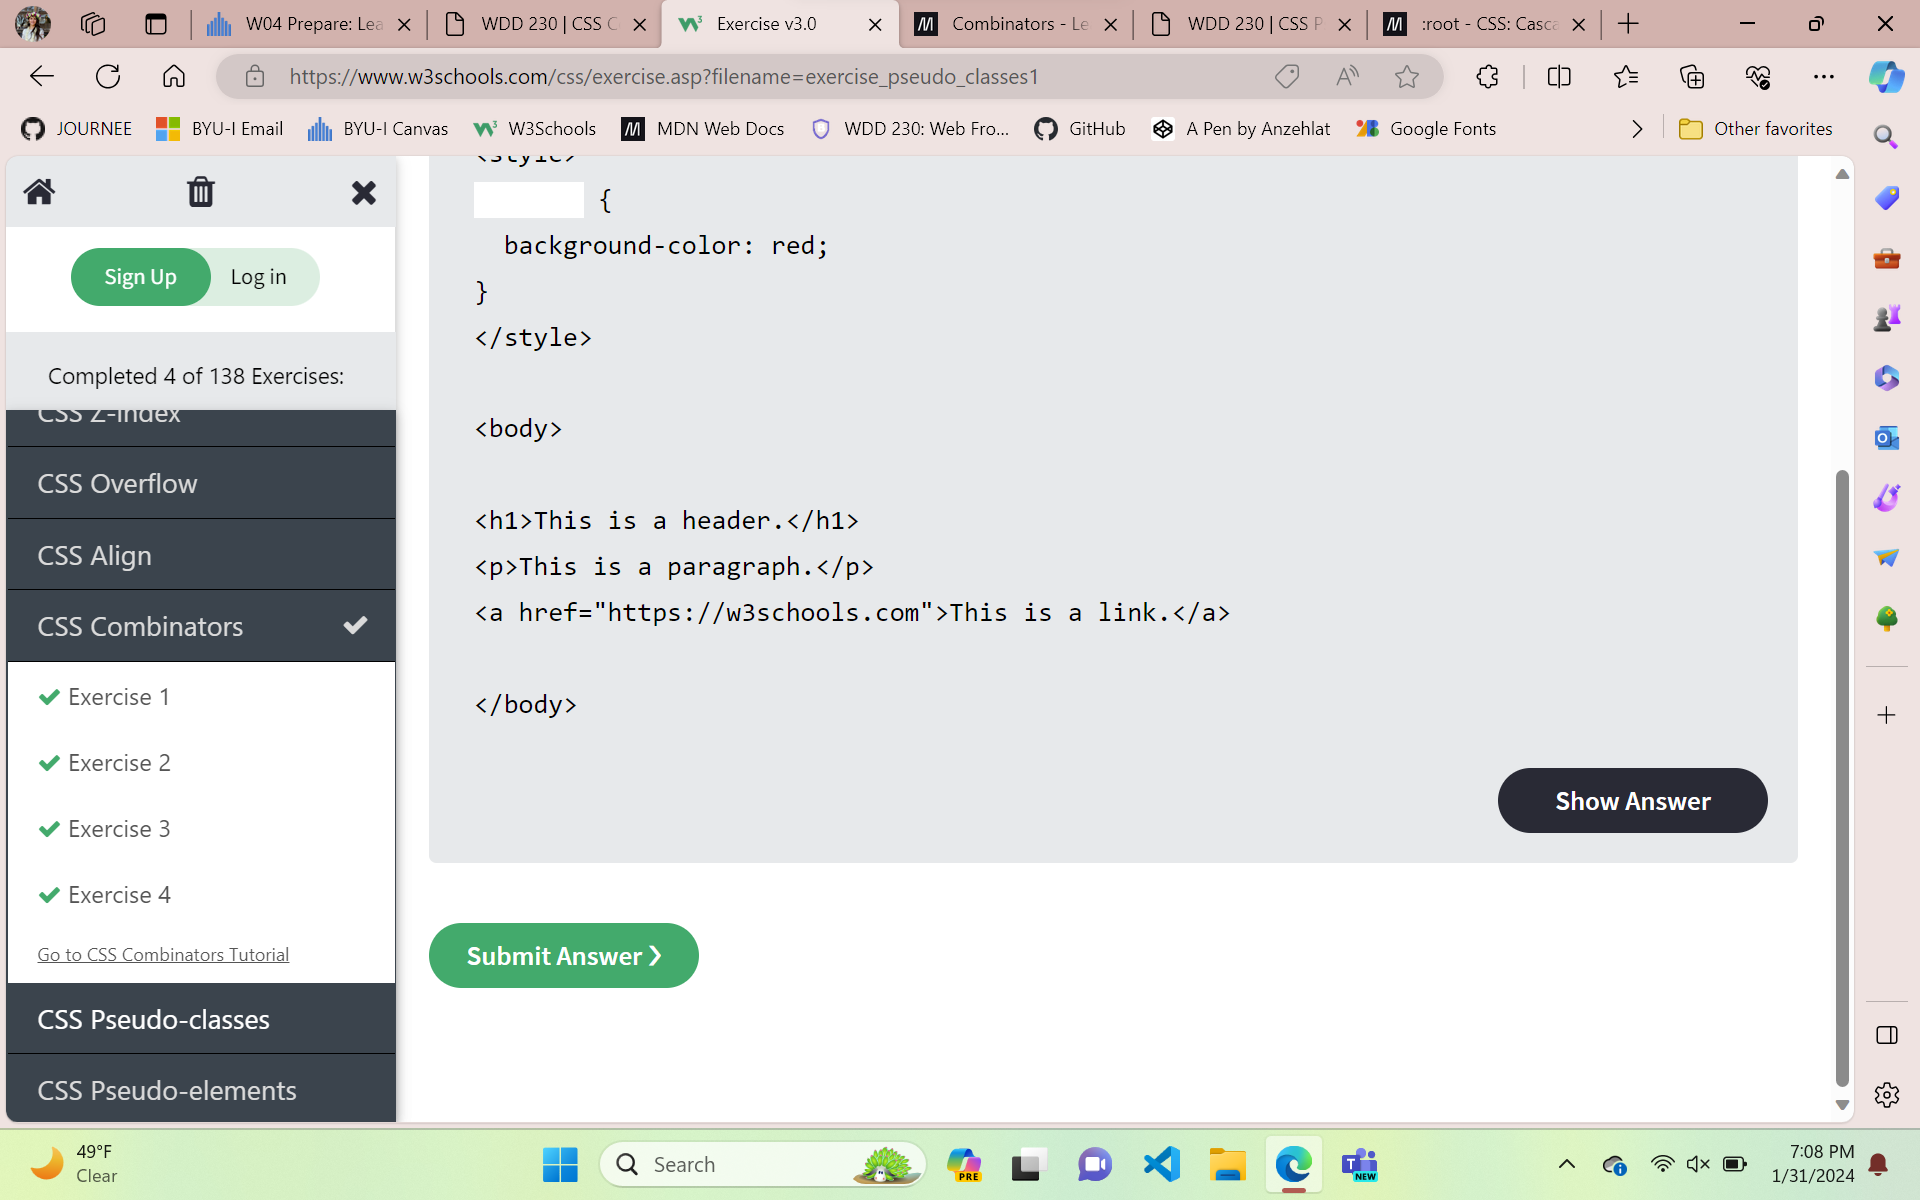 W04 Prepare: Lea
WDD 230 | CSS C
Exercise v3.0
Combinators - Le
WDD 230 | CSS P
:root - CSS: Casca
https://www.w3schools.com/css/exercise.asp?filename=exercise_pseudo_classes1
JOURNEE
BYU-I Email
BYU-I Canvas
W3Schools
MDN Web Docs
WDD 230: Web Fro...
GitHub
A Pen by Anzehlat
Google Fonts
Other favorites
Sign Up
Log in
Completed 4 of 138 Exercises:
CSS Z-index
CSS Overflow
CSS Align
CSS Combinators
Exercise 1
Exercise 2
Exercise 3
Exercise 4
Go to CSS Combinators Tutorial
CSS Pseudo-classes
CSS Pseudo-elements
<style>
{
background-color: red;
}
</style>
<body>
<h1>This is a header.</h1>
<p>This is a paragraph.</p>
<a href="https://w3schools.com">This is a link.</a>
</body>
Show Answer
Submit Answer ❯
49°F
Clear
Search
PRE
NEW
7:08 PM
1/31/2024